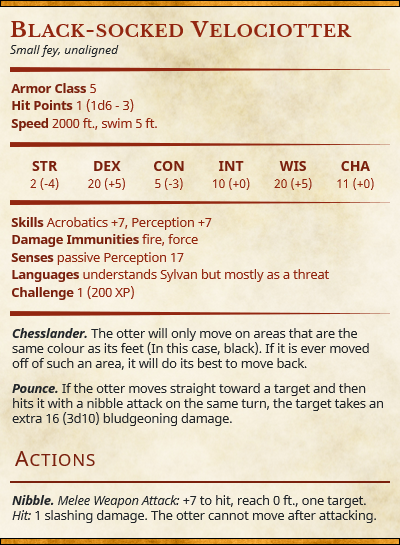 Black-socked Velociotter
Small fey, unaligned
Armor Class 5
Hit Points 1 (1d6 - 3)
Speed 2000 ft., swim 5 ft.
STR DEX CON INT WIS CHA
2 (-4) 20 (+5) 5 (-3) 10 (+0) 20 (+5) 11 (+0)
Skills Acrobatics +7, Perception +7
Damage Immunities fire, force
Senses passive Perception 17
Languages understands Sylvan but mostly as a threat
Challenge 1 (200 XP)
Chesslander. The otter will only move on areas that are the
same colour as its feet (In this case, black). If it is ever moved
off of such an area, it will do its best to move back.
Pounce. If the otter moves straight toward a target and then
hits it with a nibble attack on the same turn, the target takes an
extra 16 (3d10) bludgeoning damage.
Actions
Nibble. Melee Weapon Attack: +7 to hit, reach 0 ft., one target.
Hit: 1 slashing damage. The otter cannot move after attacking.